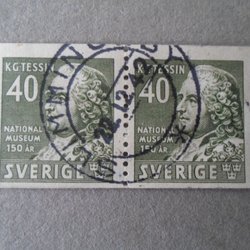 K·G·TESSIN
40
NATIONAL
MUSEUM
150 ÅR
SVERIGE
K·G·TESSIN
40
NATIONAL
MUSEUM
150 ÅR
SVERIGE